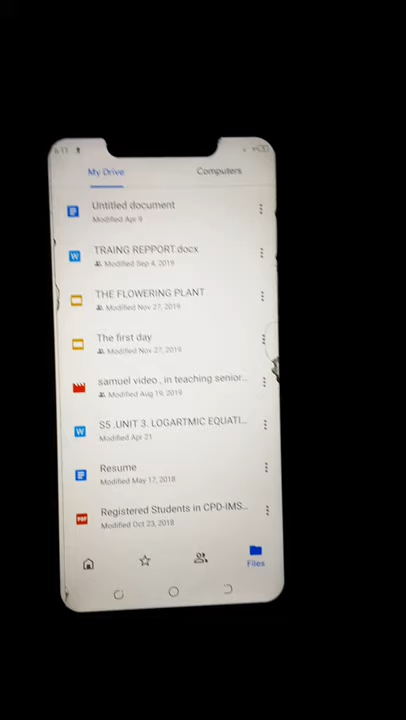 6:17
My Drive Computers
Untitled document
Modified Apr 9
W
TRAING REPPORT.docx
Modified Sep 4, 2019
THE FLOWERING PLANT
Modified Nov 27, 2019
The first day
Modified Nov 27, 2019
samuel video , in teaching senior...
Modified Aug 19, 2019
W
S5 .UNIT 3. LOGARTMIC EQUATI...
Modified Apr 21
Resume
Modified May 17, 2018
PDF
Registered Students in CPD-IMS...
Modified Oct 23, 2018
Files